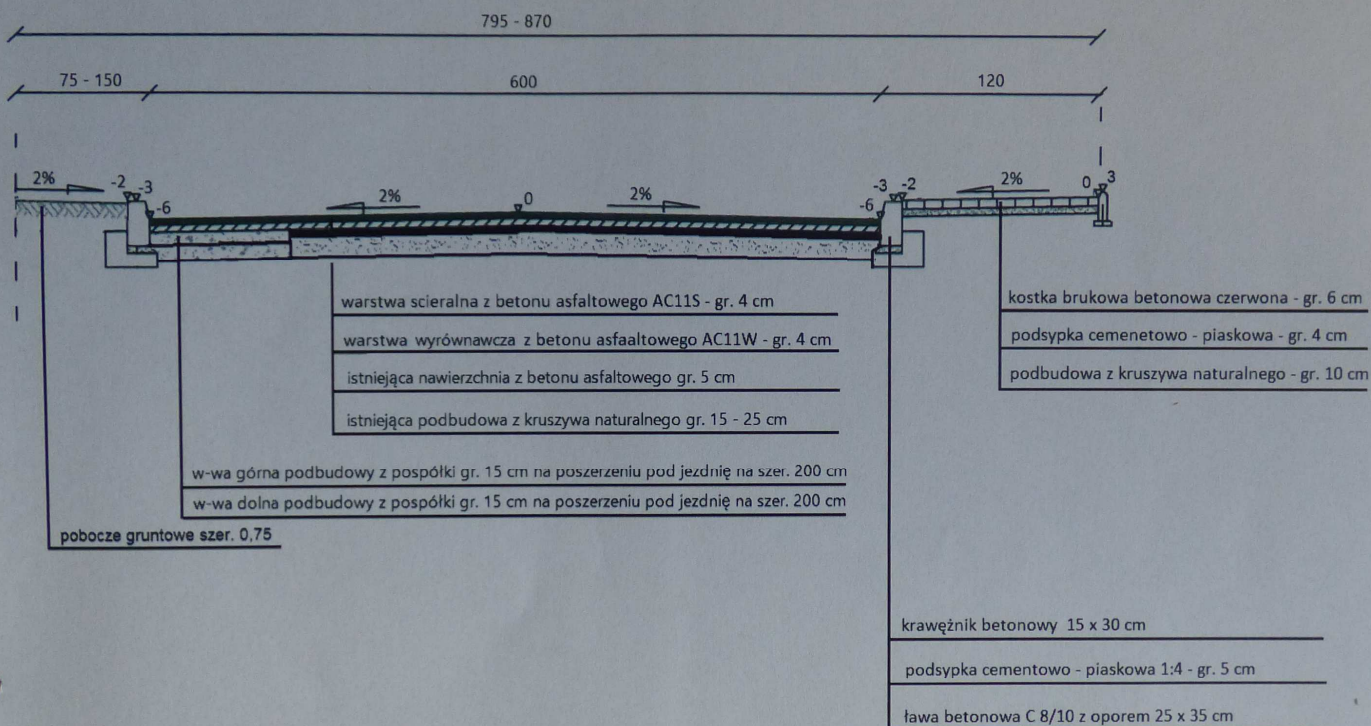 795 - 870
75 - 150
600
120
2%
-2
-3
-6
2%
0
2%
-3
-2
-6
2%
0
3
warstwa scieralna z betonu asfaltowego AC11S - gr. 4 cm
warstwa wyrównawcza z betonu asfaaltowego AC11W - gr. 4 cm
istniejąca nawierzchnia z betonu asfaltowego gr. 5 cm
istniejąca podbudowa z kruszywa naturalnego gr. 15 - 25 cm
kostka brukowa betonowa czerwona - gr. 6 cm
podsypka cemenetowo - piaskowa - gr. 4 cm
podbudowa z kruszywa naturalnego - gr. 10 cm
w-wa górna podbudowy z pospółki gr. 15 cm na poszerzeniu pod jezdnię na szer. 200 cm
w-wa dolna podbudowy z pospółki gr. 15 cm na poszerzeniu pod jezdnię na szer. 200 cm
pobocze gruntowe szer. 0,75
krawężnik betonowy 15 x 30 cm
podsypka cementowo - piaskowa 1:4 - gr. 5 cm
ława betonowa C 8/10 z oporem 25 x 35 cm